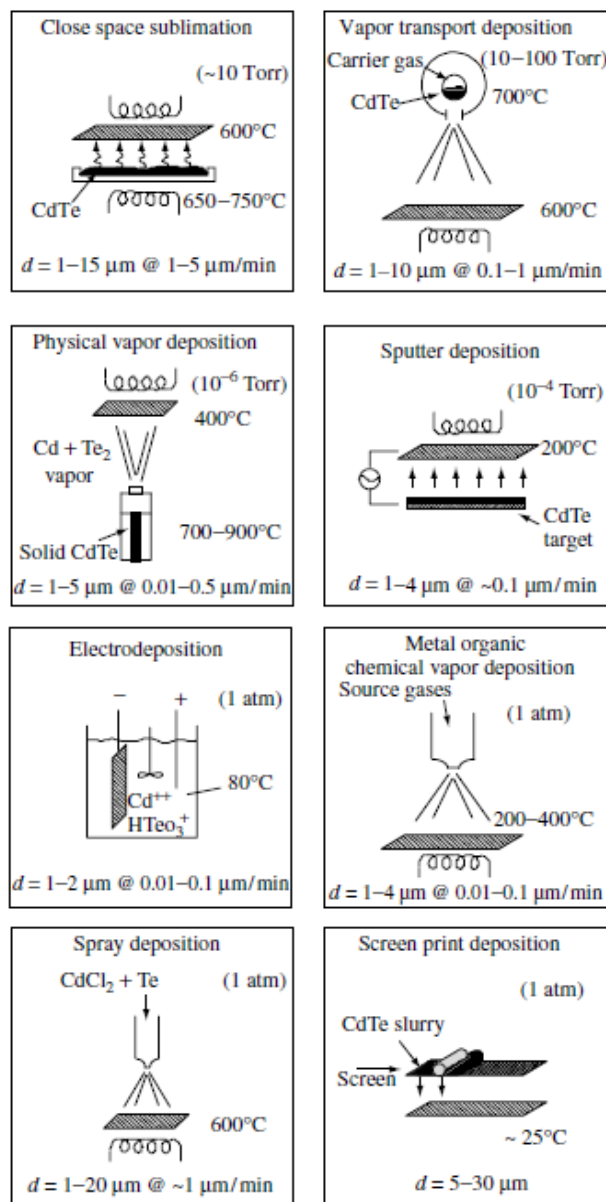 Close space sublimation
(~10 Torr)
600°C
CdTe
650–750°C
d = 1–15 μm @ 1–5 μm/min
Vapor transport deposition
Carrier gas
(10–100 Torr)
CdTe
700°C
600°C
d = 1–10 μm @ 0.1–1 μm/min
Physical vapor deposition
(10⁻⁶ Torr)
400°C
Cd + Te₂
vapor
700–900°C
Solid CdTe
d = 1–5 μm @ 0.01–0.5 μm/min
Sputter deposition
(10⁻⁴ Torr)
200°C
CdTe
target
d = 1–4 μm @ ~0.1 μm/min
Electrodeposition
− + (1 atm)
80°C
Cd⁺⁺
HTeo₃⁺
d = 1–2 μm @ 0.01–0.1 μm/min
Metal organic
chemical vapor deposition
Source gases
(1 atm)
200–400°C
d = 1–4 μm @ 0.01–0.1 μm/min
Spray deposition
CdCl₂ + Te (1 atm)
600°C
d = 1–20 μm @ ~1 μm/min
Screen print deposition
(1 atm)
CdTe slurry
Screen
~ 25°C
d = 5–30 μm